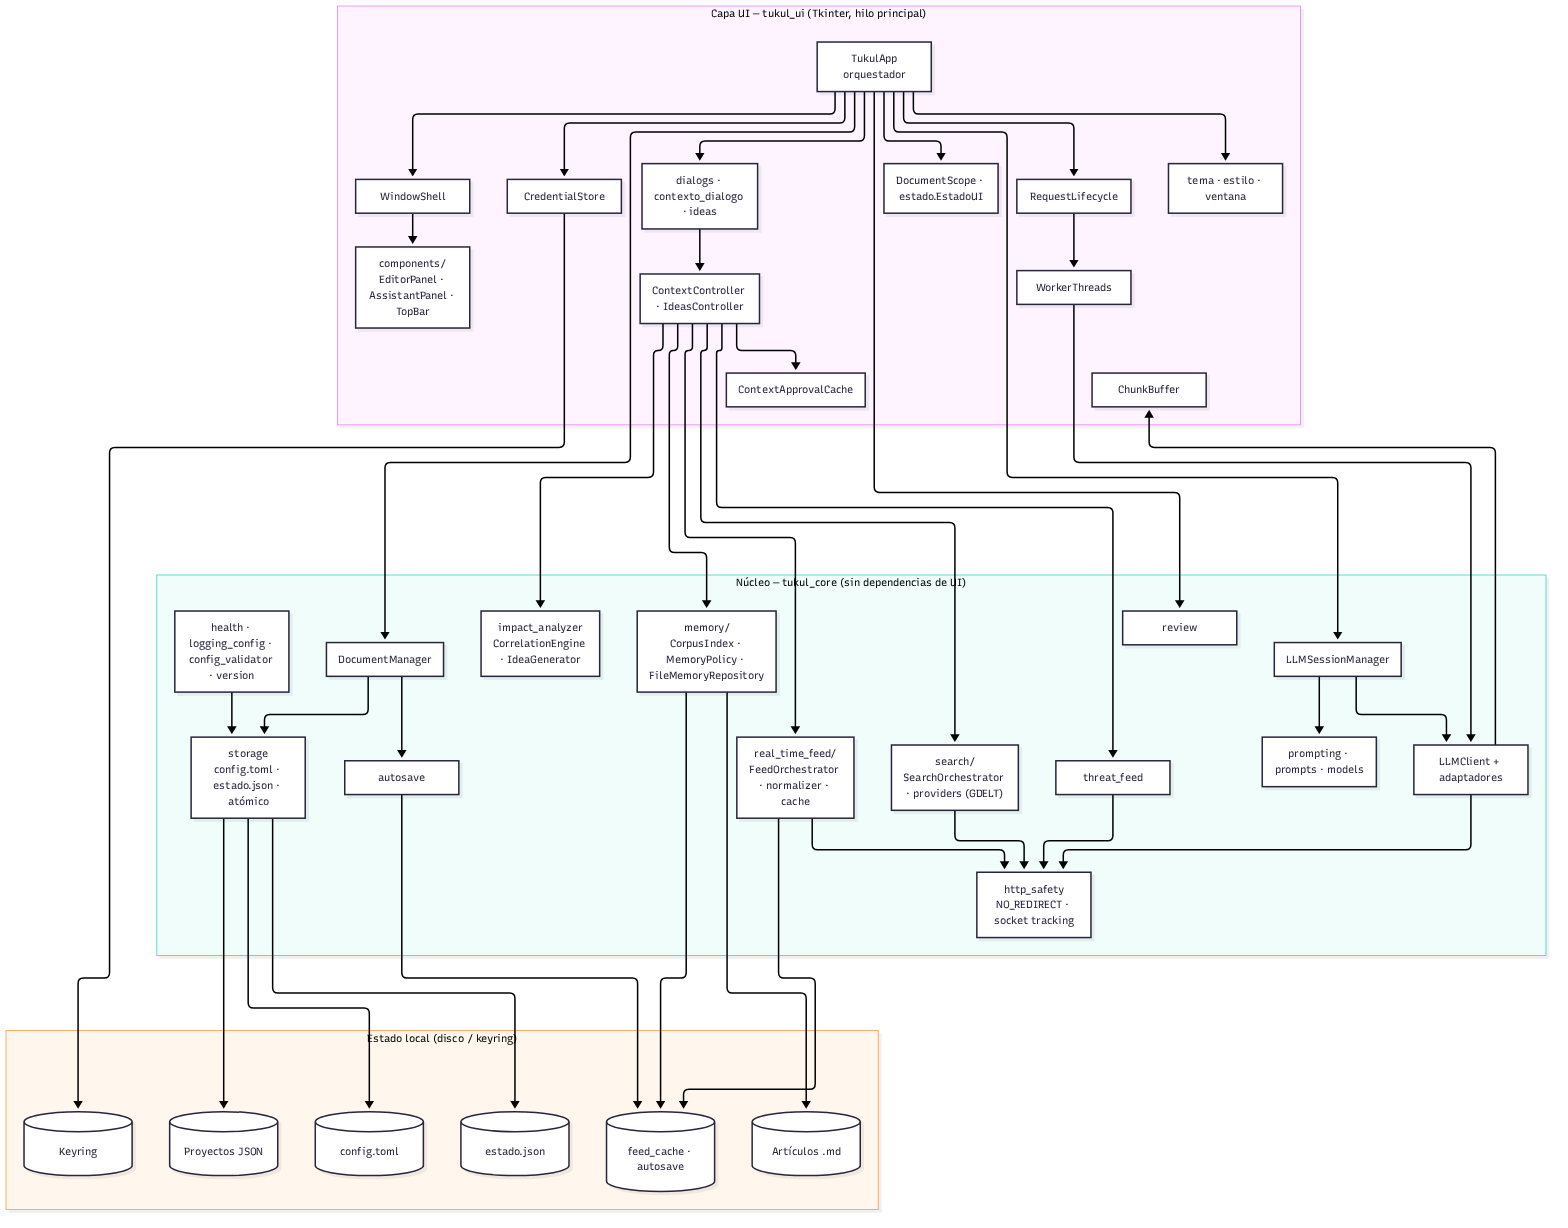 Capa UI — tukul_ui (Tkinter, hilo principal)
TukulApp
orquestador
WindowShell
CredentialStore
dialogs ·
contexto_dialogo
· ideas
DocumentScope ·
estado.EstadoUI
RequestLifecycle
tema · estilo ·
ventana
components/
EditorPanel ·
AssistantPanel ·
TopBar
ContextController
· IdeasController
WorkerThreads
ContextApprovalCache
ChunkBuffer
Núcleo — tukul_core (sin dependencias de UI)
health ·
logging_config ·
config_validator
· version
DocumentManager
impact_analyzer
CorrelationEngine
· IdeaGenerator
memory/
CorpusIndex ·
MemoryPolicy ·
FileMemoryRepository
review
LLMSessionManager
storage
config.toml ·
estado.json ·
atómico
autosave
real_time_feed/
FeedOrchestrator
· normalizer ·
cache
search/
SearchOrchestrator
· providers (GDELT)
threat_feed
prompting ·
prompts · models
LLMClient +
adaptadores
http_safety
NO_REDIRECT ·
socket tracking
Estado local (disco / keyring)
Keyring
Proyectos JSON
config.toml
estado.json
feed_cache ·
autosave
Artículos .md